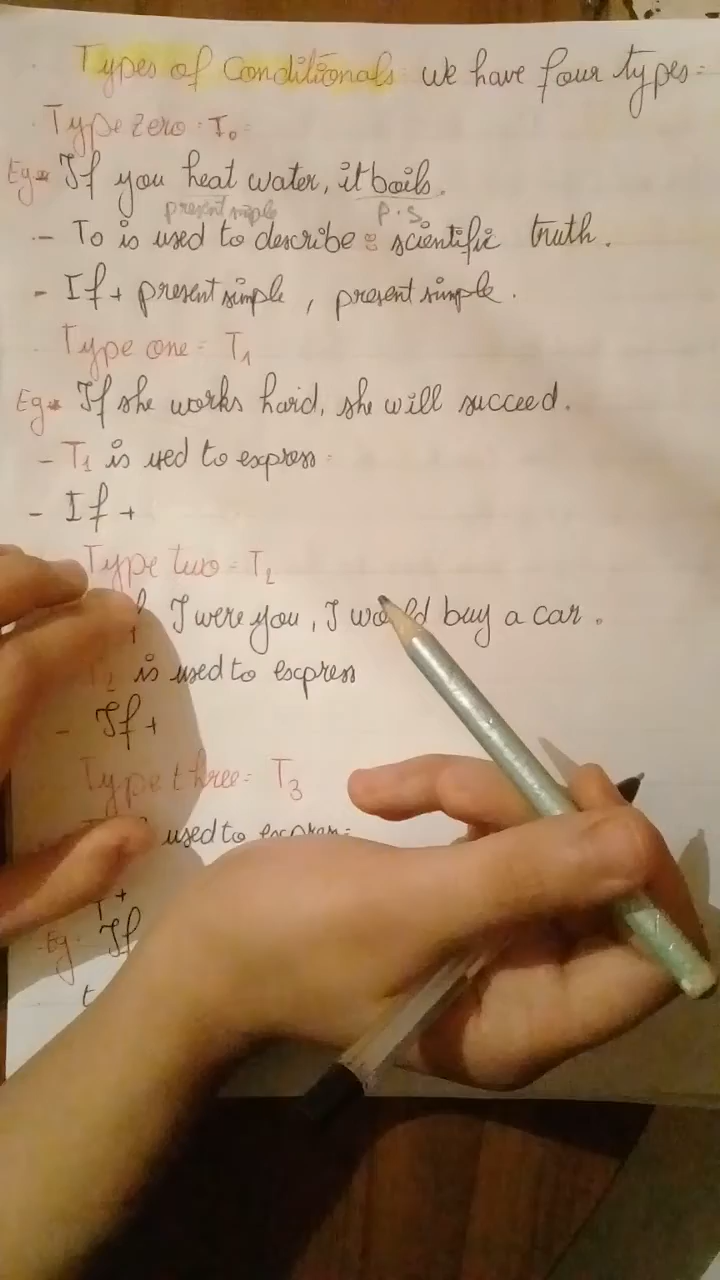 Types of Conditionals: we have four types:
Type zero: T0:
Eg: If you heat water, it boils.
present simple P.S
- T0 is used to describe: scientific truth.
- If + present simple, present simple.
Type one: T1
Eg: If she works hard, she will succeed.
- T1 is used to express:
- If +
Type two: T2
I were you, I would buy a car.
T2 is used to express
- If +
Type three: T3
used to express:
+
Eg. If
t